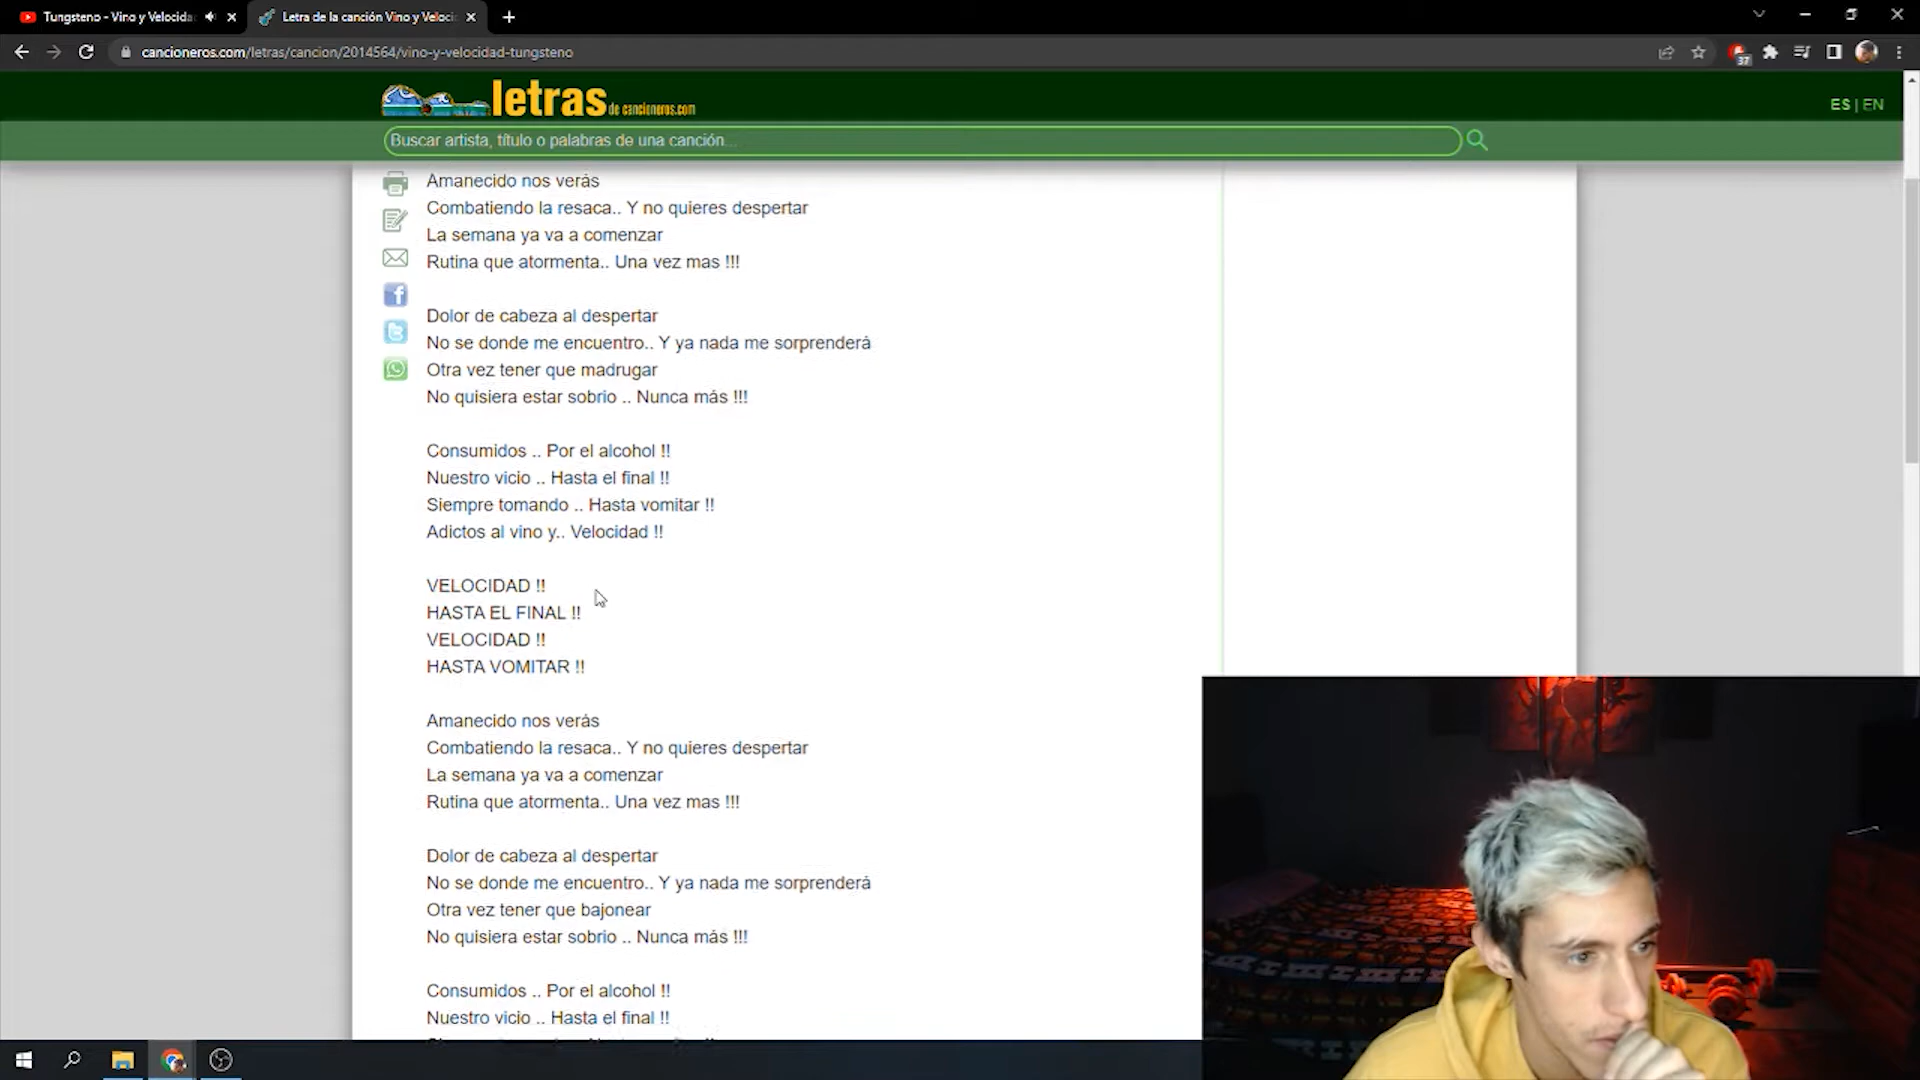 Tungsteno - Vino y Velocida
Letra de la canción Vino y Veloci
cancioneros.com/letras/cancion/2014564/vino-y-velocidad-tungsteno
37
letras de cancioneros.com
ES | EN
Buscar artista, título o palabras de una canción...
Amanecido nos verás
Combatiendo la resaca.. Y no quieres despertar
La semana ya va a comenzar
Rutina que atormenta.. Una vez mas !!!
Dolor de cabeza al despertar
No se donde me encuentro.. Y ya nada me sorprenderá
Otra vez tener que madrugar
No quisiera estar sobrio .. Nunca más !!!
Consumidos .. Por el alcohol !!
Nuestro vicio .. Hasta el final !!
Siempre tomando .. Hasta vomitar !!
Adictos al vino y.. Velocidad !!
VELOCIDAD !!
HASTA EL FINAL !!
VELOCIDAD !!
HASTA VOMITAR !!
Amanecido nos verás
Combatiendo la resaca.. Y no quieres despertar
La semana ya va a comenzar
Rutina que atormenta.. Una vez mas !!!
Dolor de cabeza al despertar
No se donde me encuentro.. Y ya nada me sorprenderá
Otra vez tener que bajonear
No quisiera estar sobrio .. Nunca más !!!
Consumidos .. Por el alcohol !!
Nuestro vicio .. Hasta el final !!